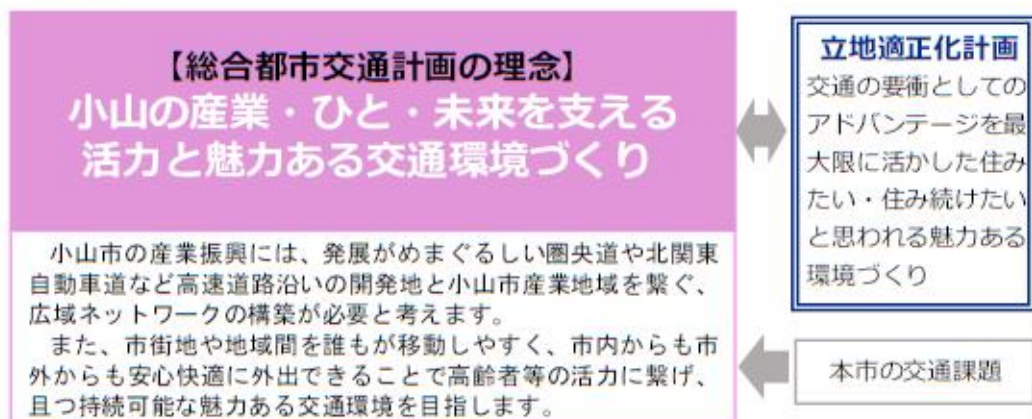 【総合都市交通計画の理念】
小山の産業・ひと・未来を支える
活力と魅力ある交通環境づくり
小山市の産業振興には、発展がめまぐるしい圏央道や北関東
自動車道など高速道路沿いの開発地と小山市産業地域を繋ぐ、
広域ネットワークの構築が必要と考えます。
また、市街地や地域間を誰もが移動しやすく、市内からも市
外からも安心快適に外出できることで高齢者等の活力に繋げ、
且つ持続可能な魅力ある交通環境を目指します。
立地適正化計画
交通の要衝としての
アドバンテージを最
大限に活かした住み
たい・住み続けたい
と思われる魅力ある
環境づくり
本市の交通課題